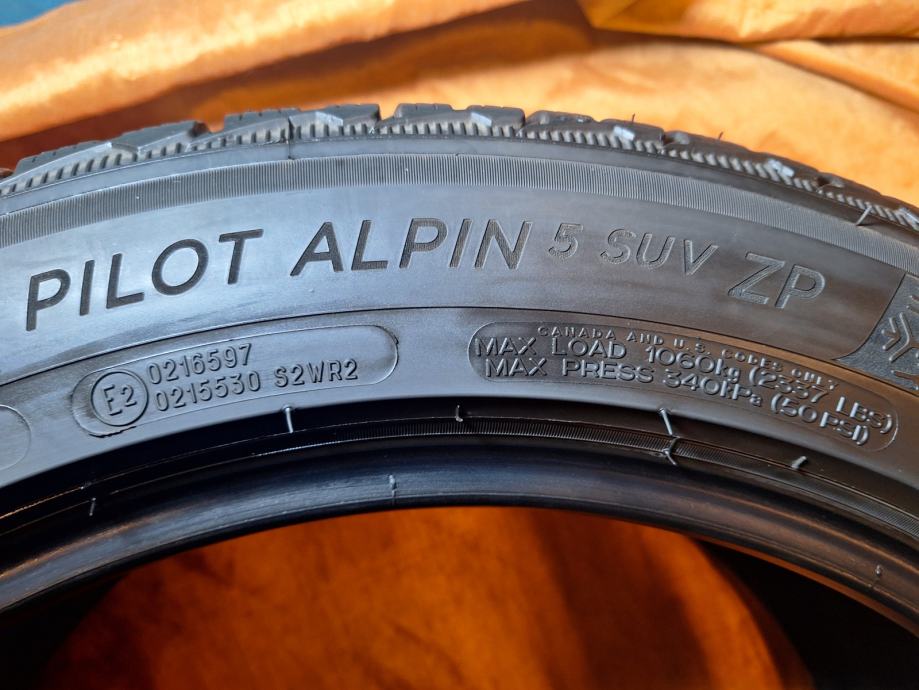 PILOT ALPIN 5 SUV ZP
E2
0216597
0215530 S2WR2
CANADA AND U.S. CODES ONLY
MAX LOAD 1060kg (2337 LBS)
MAX PRESS 340KPa (50 PSI)